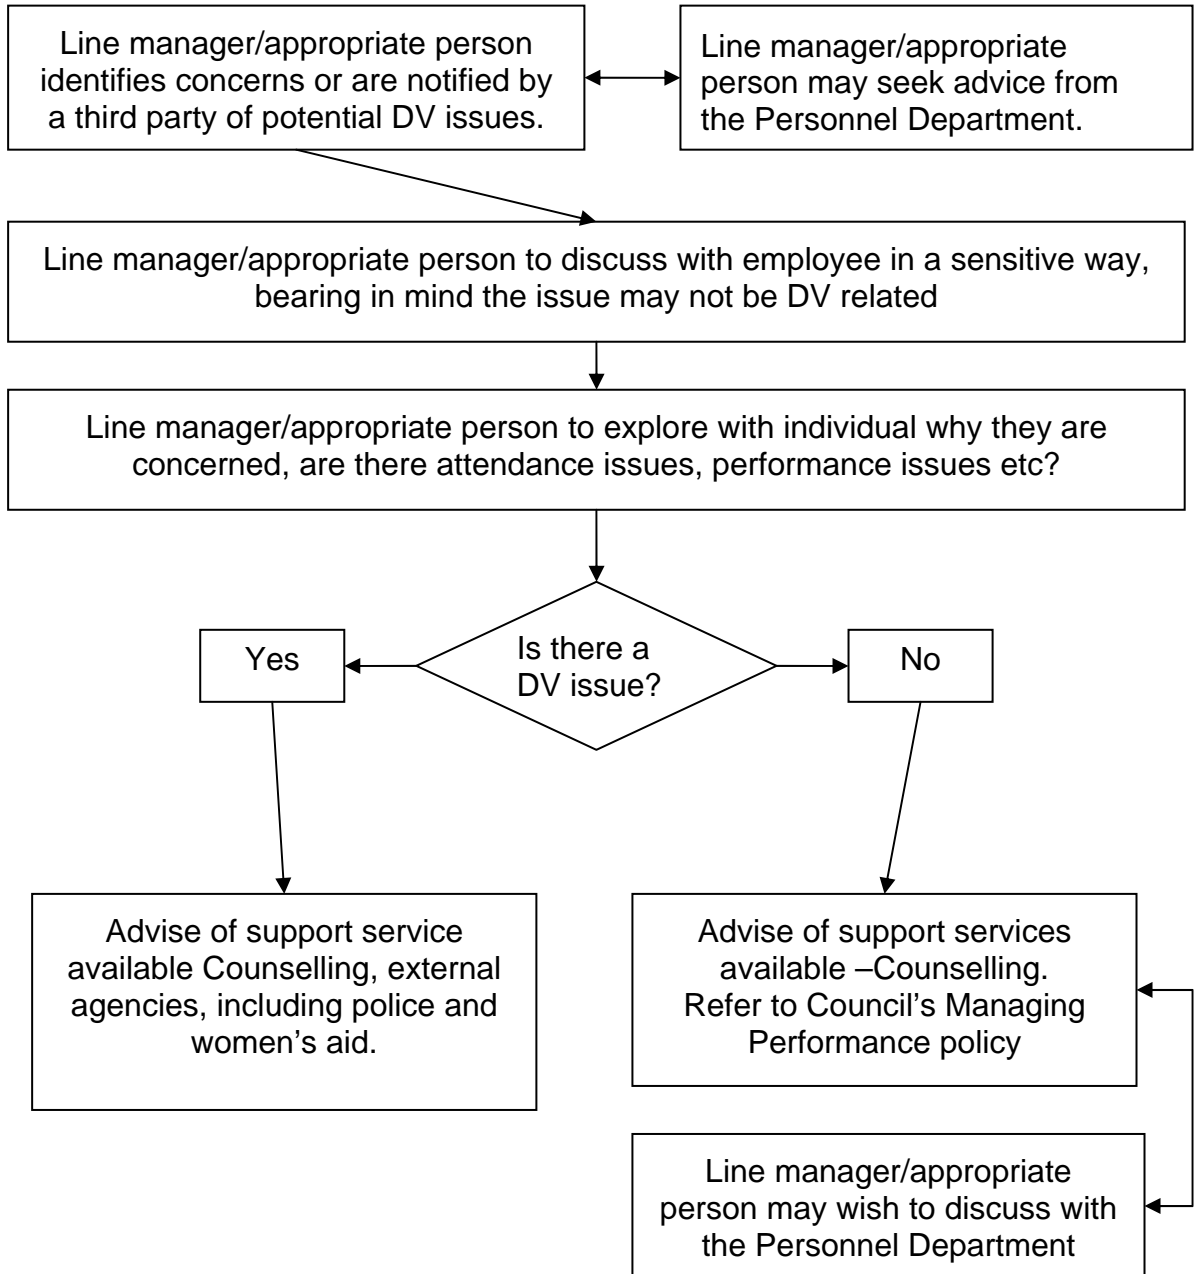 Line manager/appropriate person
identifies concerns or are notified by
a third party of potential DV issues.
Line manager/appropriate
person may seek advice from
the Personnel Department.
Line manager/appropriate person to discuss with employee in a sensitive way,
bearing in mind the issue may not be DV related
Line manager/appropriate person to explore with individual why they are
concerned, are there attendance issues, performance issues etc?
Is there a
DV issue?
Yes
No
Advise of support service
available Counselling, external
agencies, including police and
women’s aid.
Advise of support services
available –Counselling.
Refer to Council’s Managing
Performance policy
Line manager/appropriate
person may wish to discuss with
the Personnel Department